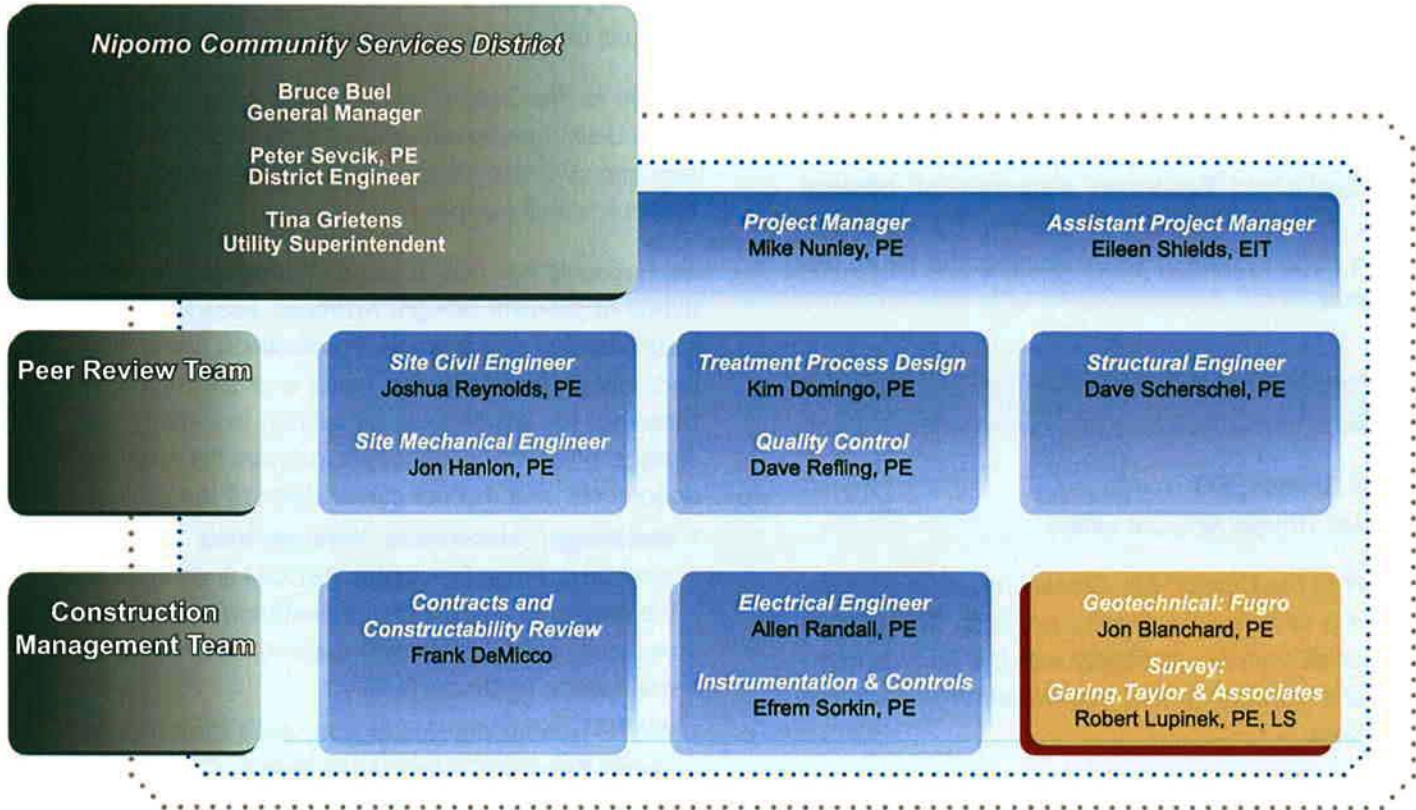 Nipomo Community Services District
Bruce Buel
General Manager
Peter Sevcik, PE
District Engineer
Tina Grietens
Utility Superintendent
Project Manager
Mike Nunley, PE
Assistant Project Manager
Eileen Shields, EIT
Peer Review Team
Site Civil Engineer
Joshua Reynolds, PE
Site Mechanical Engineer
Jon Hanlon, PE
Treatment Process Design
Kim Domingo, PE
Quality Control
Dave Refling, PE
Structural Engineer
Dave Scherschel, PE
Construction
Management Team
Contracts and
Constructability Review
Frank DeMicco
Electrical Engineer
Allen Randall, PE
Instrumentation & Controls
Efrem Sorkin, PE
Geotechnical: Fugro
Jon Blanchard, PE
Survey:
Garing,Taylor & Associates
Robert Lupinek, PE, LS